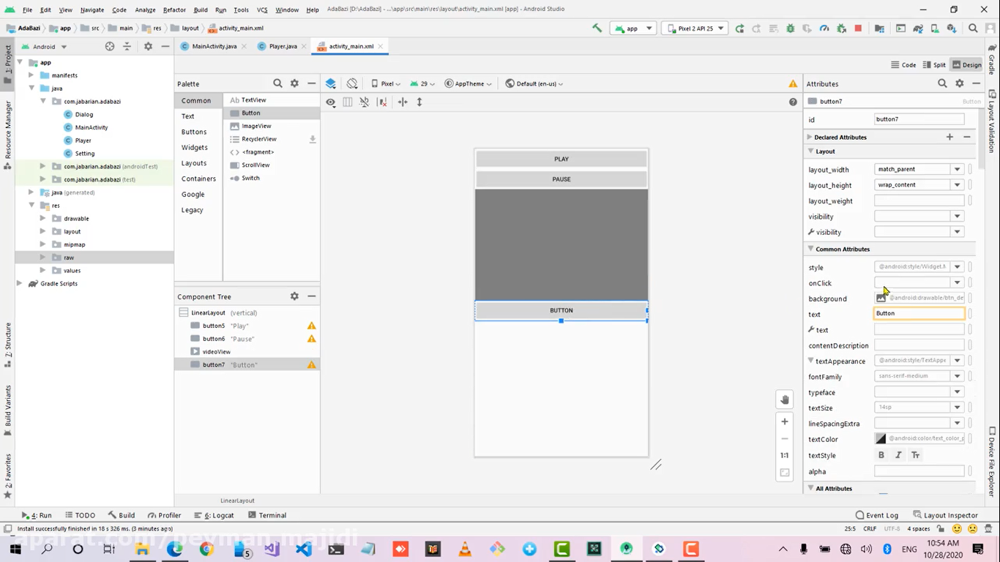 File Edit View Navigate Code Analyze Refactor Build Run Tools VCS Window Help AdaBazi [D:\AdaBazi] - ...\app\src\main\res\layout\activity_main.xml [app] - Android Studio
AdaBazi app src main res layout activity_main.xml
app Pixel 2 API 25
Android
MainActivity.java Player.java activity_main.xml
Code Split Design
1: Project
Resource Manager
Z: Structure
Build Variants
2: Favorites
app
manifests
java
com.jabarian.adabazi
Dialog
MainActivity
Player
Setting
com.jabarian.adabazi (androidTest)
com.jabarian.adabazi (test)
java (generated)
res
drawable
layout
mipmap
raw
values
Gradle Scripts
Palette
Common
Text
Buttons
Widgets
Layouts
Containers
Google
Legacy
Ab TextView
Button
ImageView
RecyclerView
<fragment>
ScrollView
Switch
Component Tree
LinearLayout (vertical)
button5 "Play"
button6 "Pause"
videoView
button7 "Button"
Pixel 29 AppTheme Default (en-us)
PLAY
PAUSE
BUTTON
1:1
LinearLayout
Attributes
button7 Button
id button7
Declared Attributes
Layout
layout_width match_parent
layout_height wrap_content
layout_weight
visibility
visibility
Common Attributes
style @android:style/Widget.M
onClick
background @android:drawable/btn_de
text Button
text
contentDescription
textAppearance @android:style/TextAppe
fontFamily sans-serif-medium
typeface
textSize 14sp
lineSpacingExtra
textColor @android:color/text_color_p
textStyle B I Tt
alpha
All Attributes
Gradle
Layout Validation
Device File Explorer
4: Run TODO Build Profiler 6: Logcat Terminal Event Log Layout Inspector
Install successfully finished in 18 s 326 ms. (3 minutes ago) 25:5 CRLF UTF-8 4 spaces
5
ENG
10:54 AM
10/28/2020